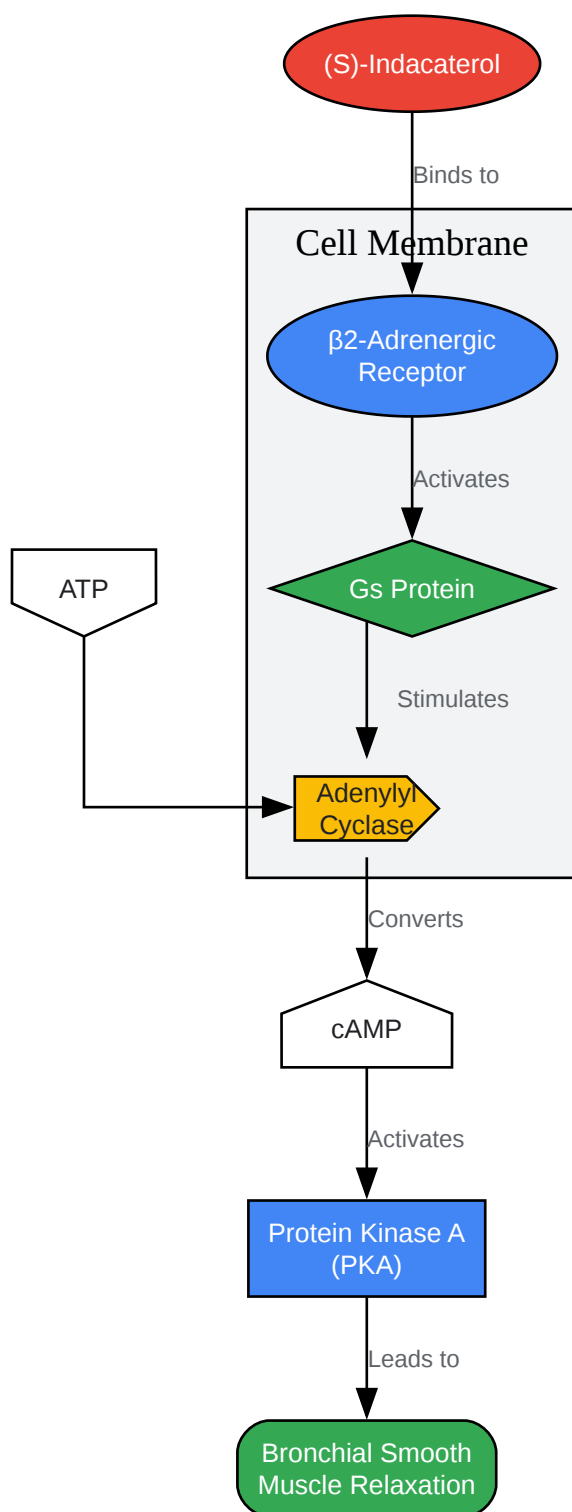 (S)-Indacaterol
Binds to
Cell Membrane
β2-Adrenergic
Receptor
Activates
ATP
Gs Protein
Stimulates
Adenylyl
Cyclase
Converts
cAMP
Activates
Protein Kinase A
(PKA)
Leads to
Bronchial Smooth
Muscle Relaxation